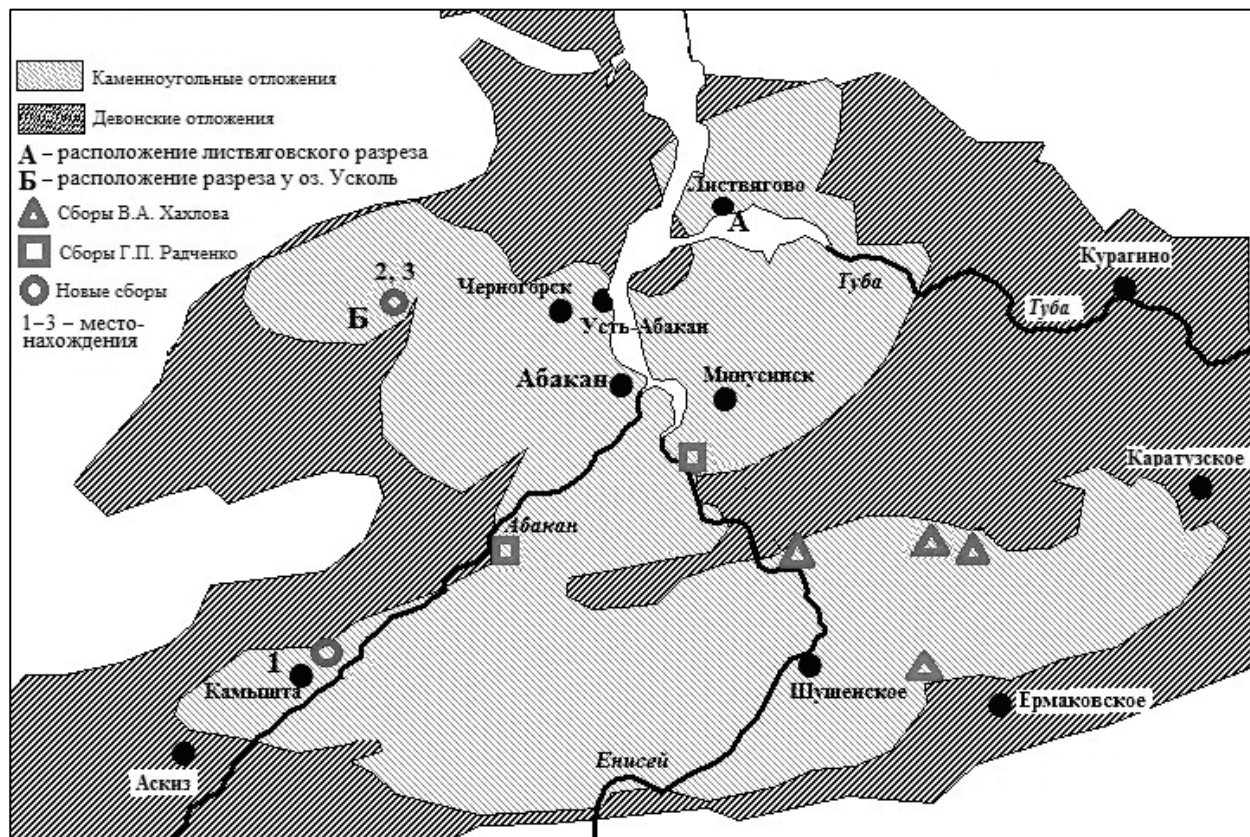 Каменноугольные отложения
Девонские отложения
А – расположение листвяговского разреза
Б – расположение разреза у оз. Усколь
Сборы В.А. Хахлова
Сборы Г.П. Радченко
Новые сборы
1–3 – место-
нахождения
Листвягово
А
Курагино
Туба
Туба
2, 3
Б
Черногорск
Усть-Абакан
Абакан
Минусинск
Каратузское
Абакан
1
Камышта
Шушенское
Ермаковское
Енисей
Аскиз